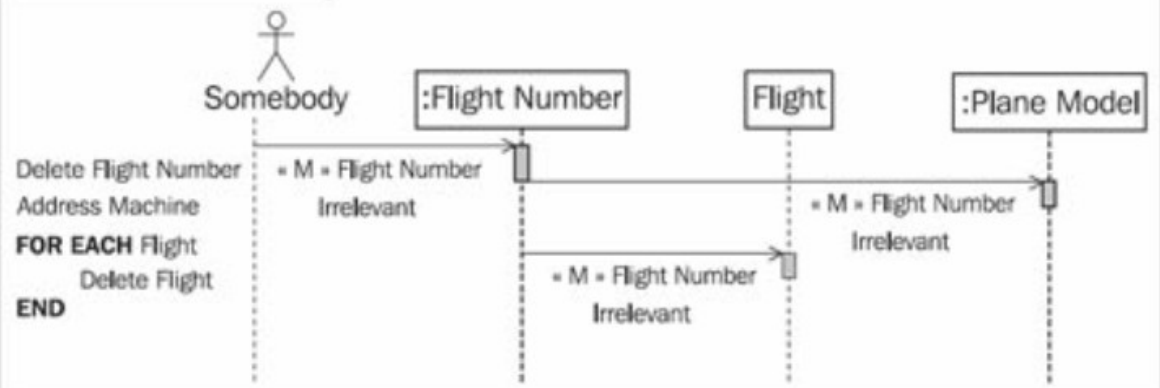 Somebody
:Flight Number
Flight
:Plane Model
Delete Flight Number
Address Machine
FOR EACH Flight
Delete Flight
END
« M » Flight Number
Irrelevant
« M » Flight Number
Irrelevant
« M » Flight Number
Irrelevant